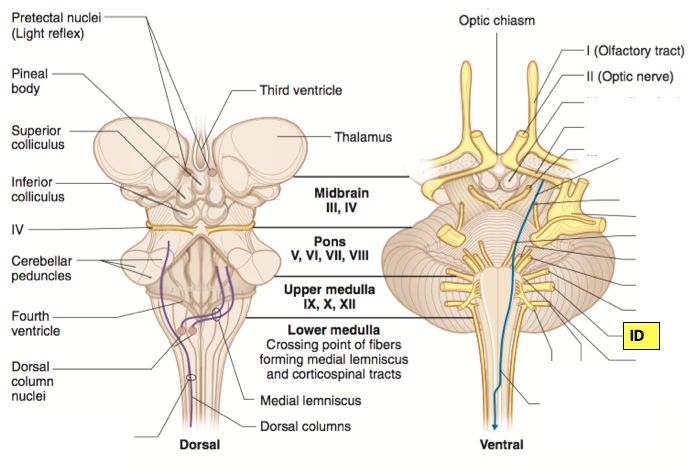 Pretectal nuclei
(Light reflex)
Pineal
body
Superior
colliculus
Inferior
colliculus
IV
Cerebellar
peduncles
Fourth
ventricle
Dorsal
column
nuclei
Third ventricle
Thalamus
Midbrain
III, IV
Pons
V, VI, VII, VIII
Upper medulla
IX, X, XII
Lower medulla
Crossing point of fibers
forming medial lemniscus
and corticospinal tracts
Medial lemniscus
Dorsal columns
Dorsal
Optic chiasm
I (Olfactory tract)
II (Optic nerve)
ID
Ventral